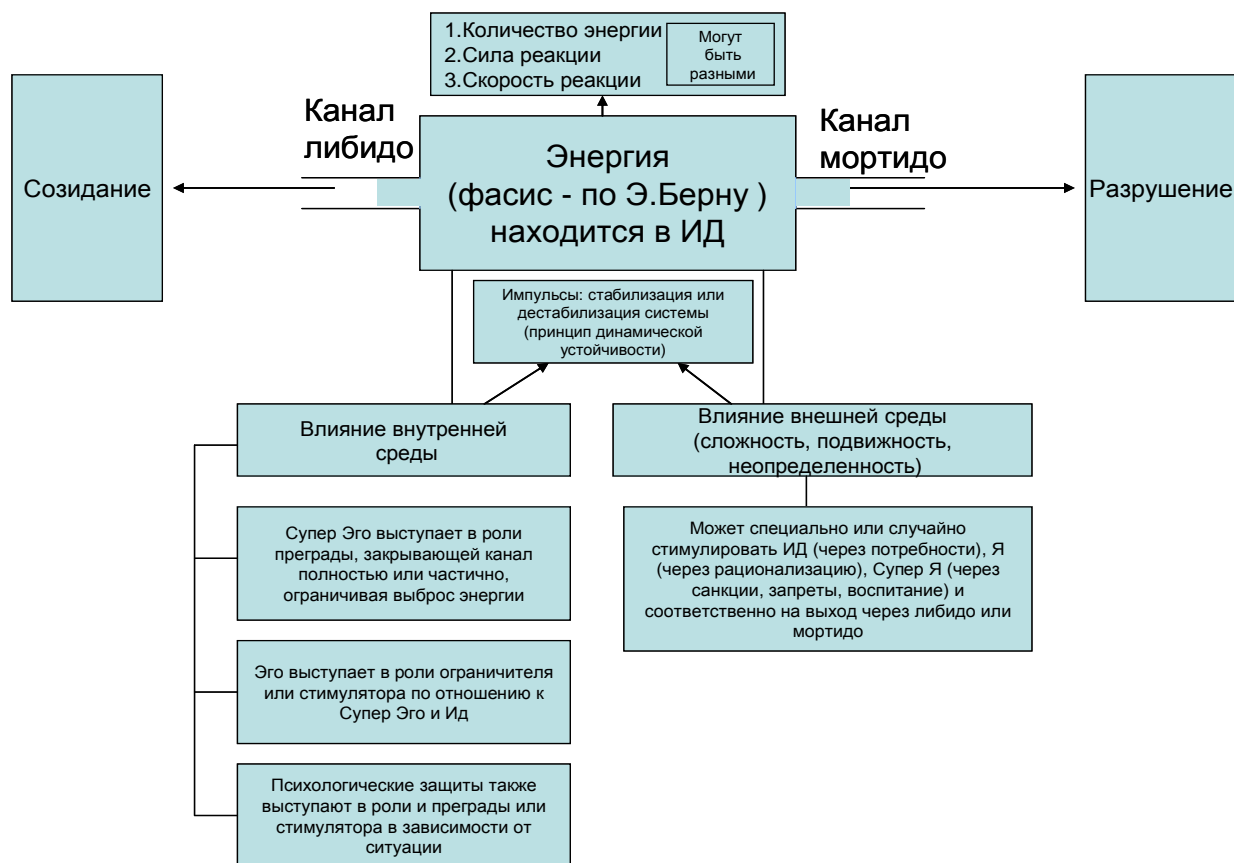 1.Количество энергии
2.Сила реакции
3.Скорость реакции
Могут
быть
разными
Канал
либидо
Канал
мортидо
Созидание
Энергия
(фасис - по Э.Берну )
находится в ИД
Разрушение
Импульсы: стабилизация или
дестабилизация системы
(принцип динамической
устойчивости)
Влияние внутренней
среды
Влияние внешней среды
(сложность, подвижность,
неопределенность)
Супер Эго выступает в роли
преграды, закрывающей канал
полностью или частично,
ограничивая выброс энергии
Может специально или случайно
стимулировать ИД (через потребности), Я
(через рационализацию), Супер Я (через
санкции, запреты, воспитание) и
соответственно на выход через либидо или
мортидо
Эго выступает в роли ограничителя
или стимулятора по отношению к
Супер Эго и Ид
Психологические защиты также
выступают в роли и преграды или
стимулятора в зависимости от
ситуации